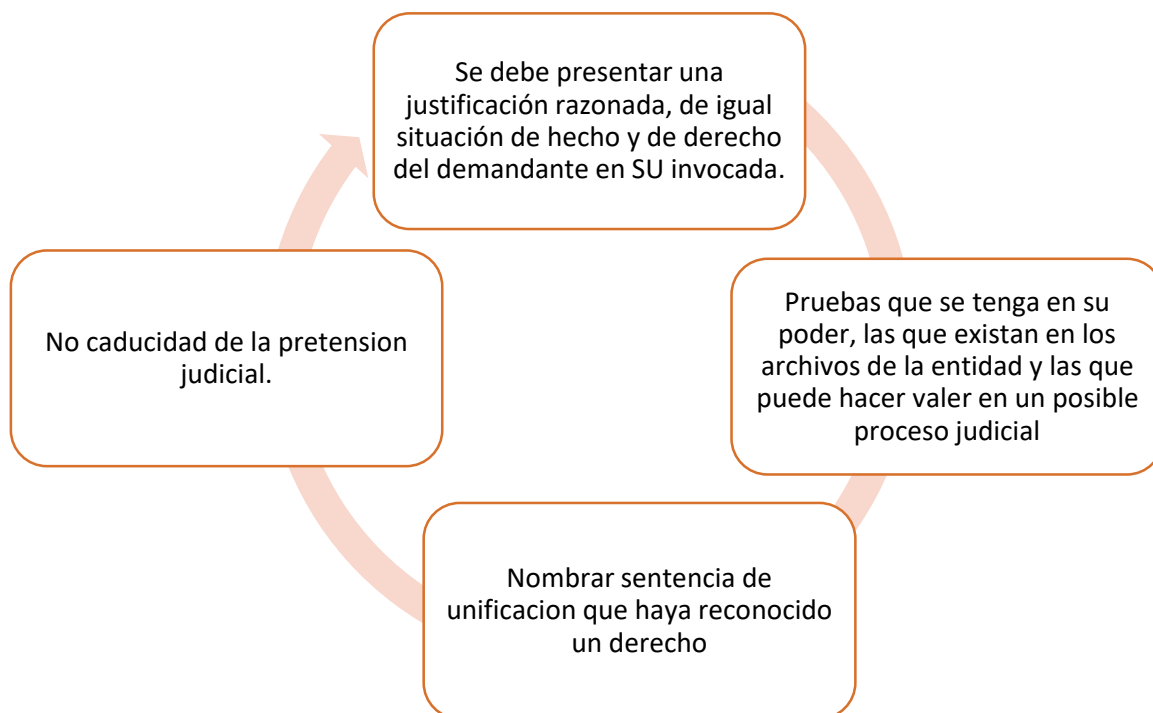 Se debe presentar una
justificación razonada, de igual
situación de hecho y de derecho
del demandante en SU invocada.
Pruebas que se tenga en su
poder, las que existan en los
archivos de la entidad y las que
puede hacer valer en un posible
proceso judicial
Nombrar sentencia de
unificacion que haya reconocido
un derecho
No caducidad de la pretension
judicial.